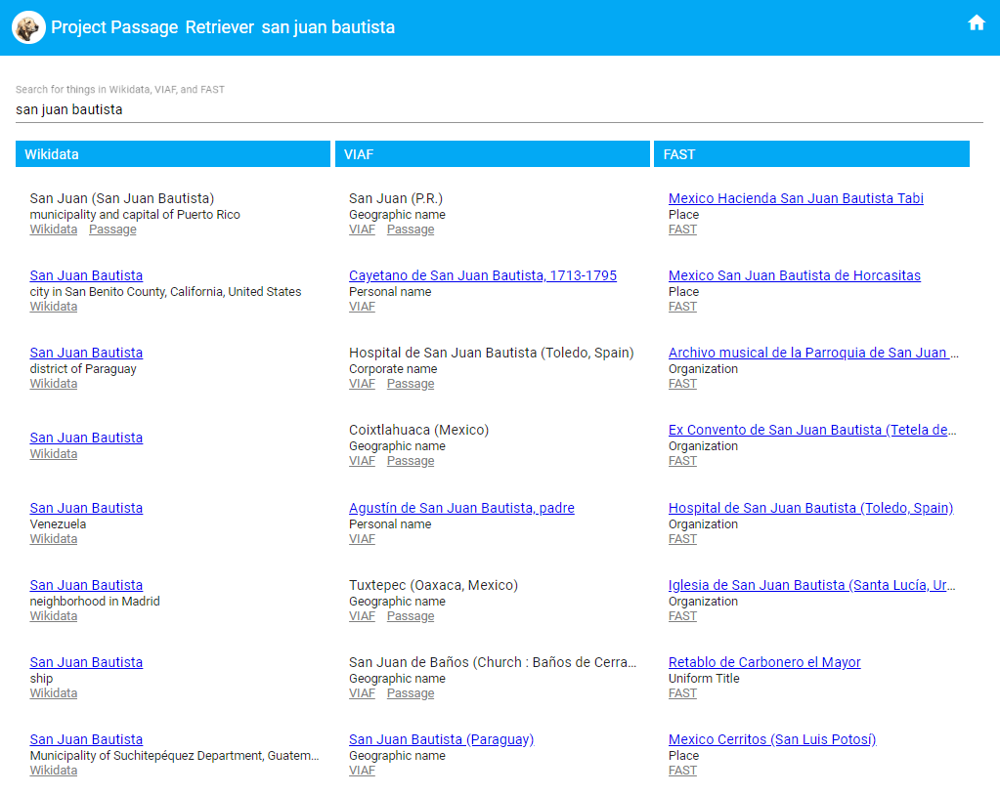 Project Passage Retriever san juan bautista
Search for things in Wikidata, VIAF, and FAST
san juan bautista
Wikidata
San Juan (San Juan Bautista)
municipality and capital of Puerto Rico
Wikidata Passage
San Juan Bautista
city in San Benito County, California, United States
Wikidata
San Juan Bautista
district of Paraguay
Wikidata
San Juan Bautista
Wikidata
San Juan Bautista
Venezuela
Wikidata
San Juan Bautista
neighborhood in Madrid
Wikidata
San Juan Bautista
ship
Wikidata
San Juan Bautista
Municipality of Suchitepéquez Department, Guatem...
Wikidata
VIAF
San Juan (P.R.)
Geographic name
VIAF Passage
Cayetano de San Juan Bautista, 1713-1795
Personal name
VIAF
Hospital de San Juan Bautista (Toledo, Spain)
Corporate name
VIAF Passage
Coixtlahuaca (Mexico)
Geographic name
VIAF Passage
Agustín de San Juan Bautista, padre
Personal name
VIAF
Tuxtepec (Oaxaca, Mexico)
Geographic name
VIAF Passage
San Juan de Baños (Church : Baños de Cerra...
Geographic name
VIAF Passage
San Juan Bautista (Paraguay)
Geographic name
VIAF
FAST
Mexico Hacienda San Juan Bautista Tabi
Place
FAST
Mexico San Juan Bautista de Horcasitas
Place
FAST
Archivo musical de la Parroquia de San Juan ...
Organization
FAST
Ex Convento de San Juan Bautista (Tetela de...
Organization
FAST
Hospital de San Juan Bautista (Toledo, Spain)
Organization
FAST
Iglesia de San Juan Bautista (Santa Lucía, Ur...
Organization
FAST
Retablo de Carbonero el Mayor
Uniform Title
FAST
Mexico Cerritos (San Luis Potosí)
Place
FAST